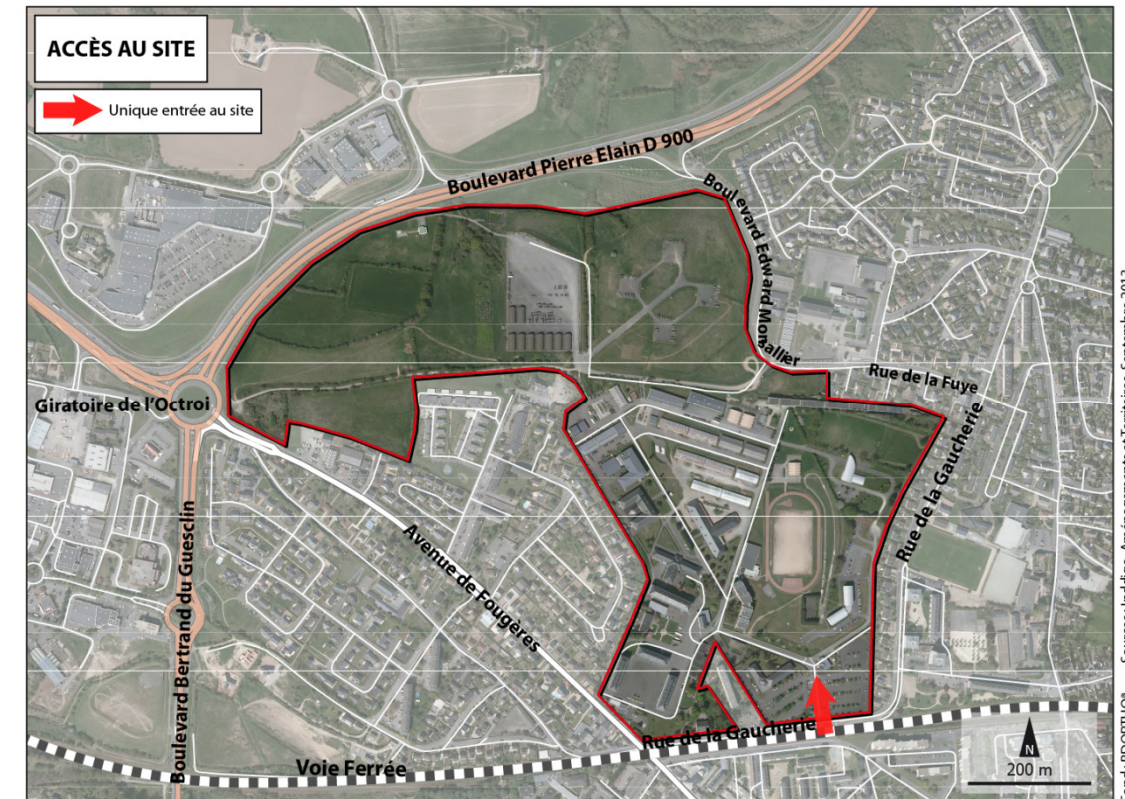 ACCÈS AU SITE
Unique entrée au site
Boulevard Pierre Elain D 900
Boulevard Edward Monsallier
Rue de la Fuye
Giratoire de l'Octroi
Rue de la Gaucherie
Boulevard Bertrand du Guesclin
Avenue de Fougères
Rue de la Gaucherie
Voie Ferrée
N
200 m